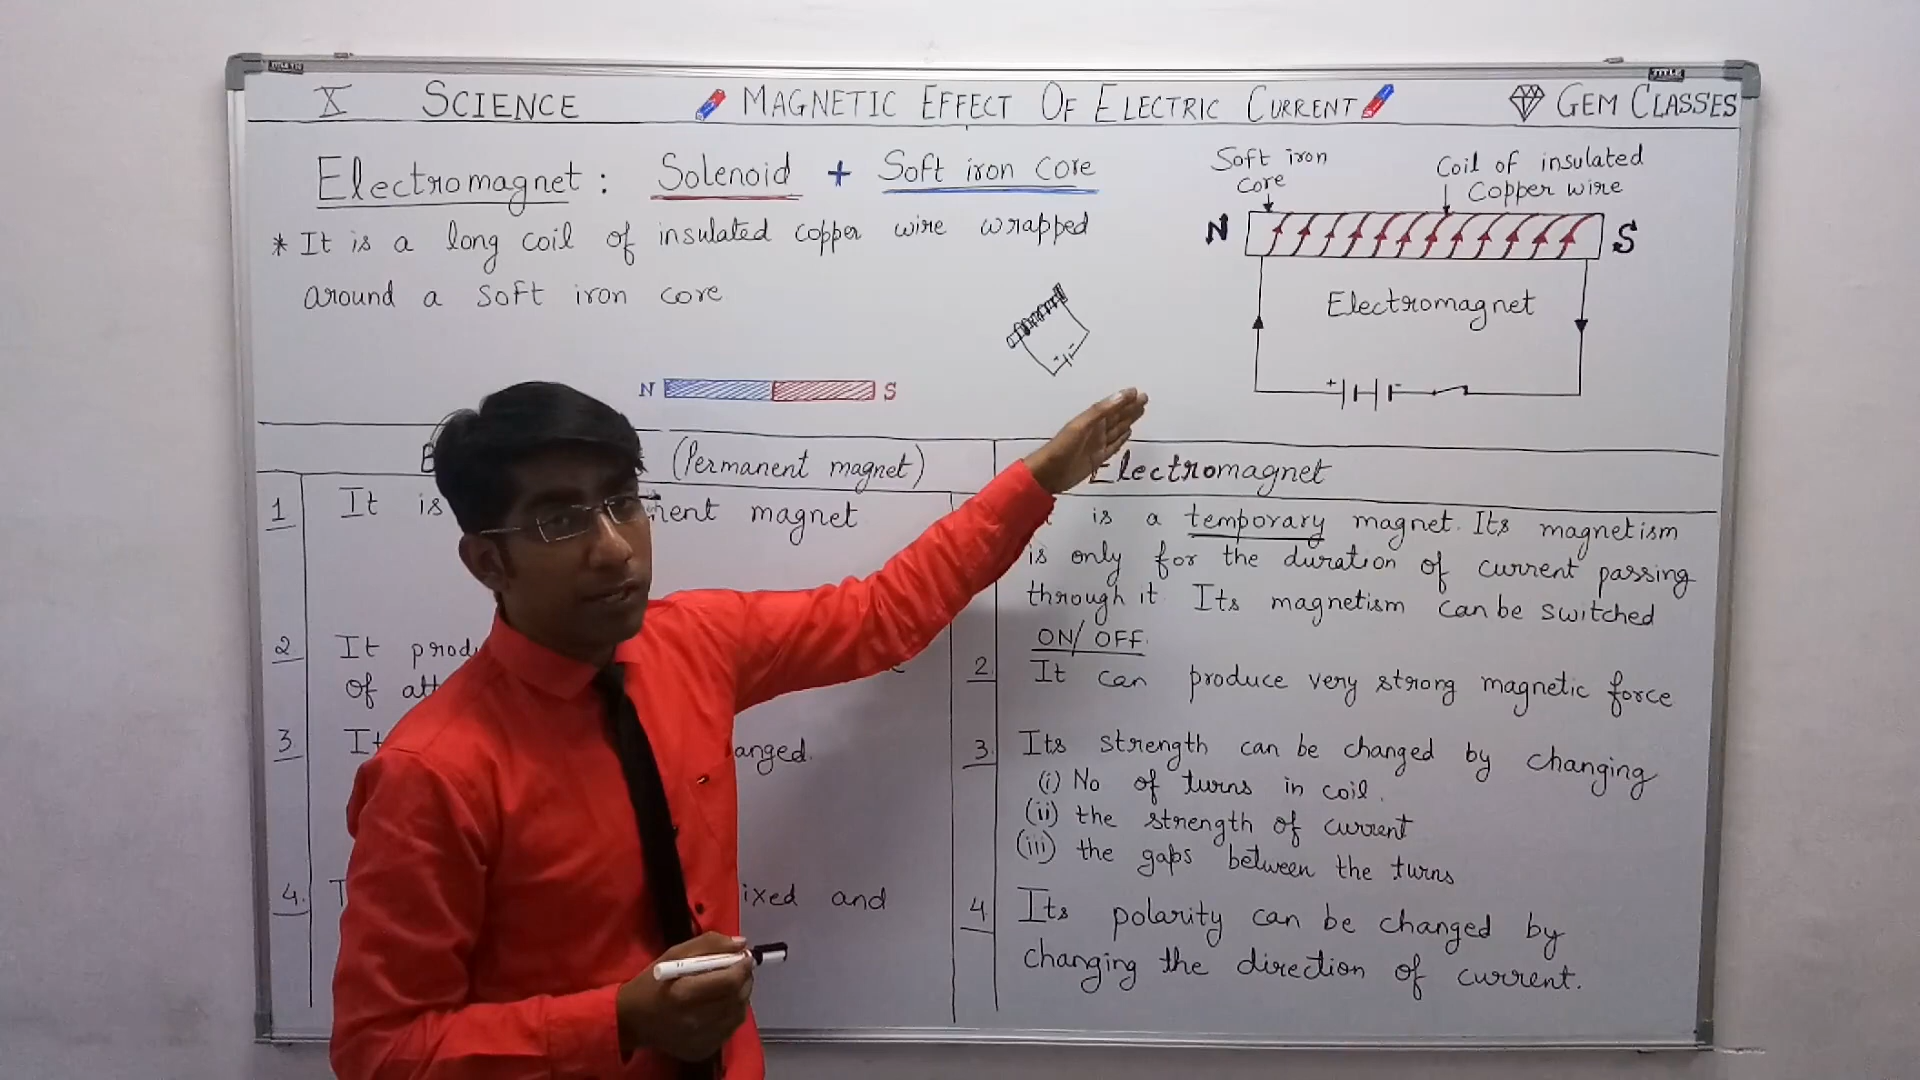 X SCIENCE MAGNETIC EFFECT OF ELECTRIC CURRENT GEM CLASSES
Electromagnet : Solenoid + Soft iron core
* It is a long coil of insulated copper wire wrapped
around a soft iron core
N S
Soft iron
core
Coil of insulated
Copper wire
N S
Electromagnet
+ -
+ -
(Permanent magnet)
1 It is magnet
2 It
of
3
anged.
4.
ixed and
Electromagnet
is a temporary magnet. Its magnetism
is only for the duration of current passing
through it. Its magnetism can be switched
ON/OFF.
2. It can produce very strong magnetic force
3. Its strength can be changed by changing
(i) No of turns in coil.
(ii) the strength of current
(iii) the gaps between the turns
4. Its polarity can be changed by
changing the direction of current.